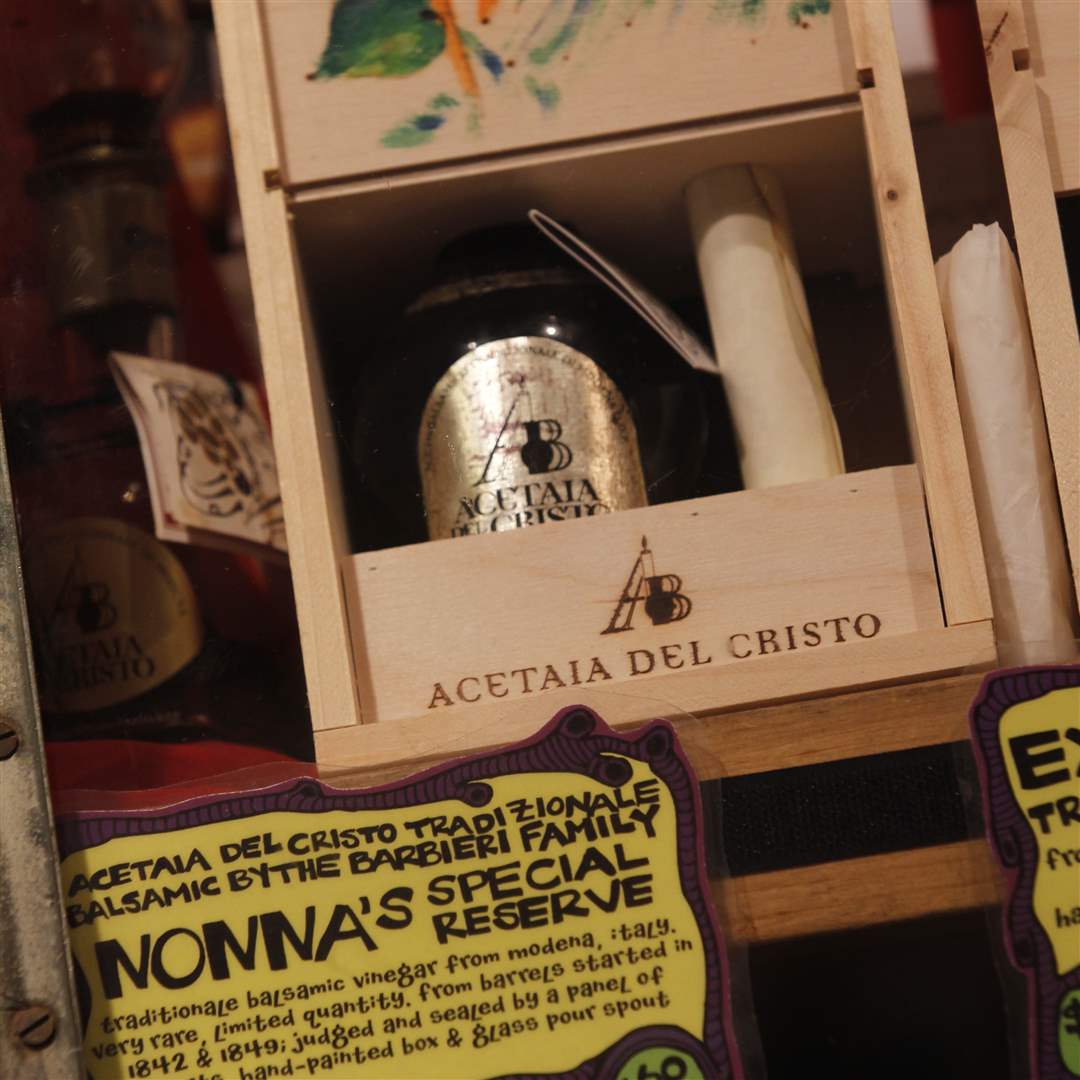 AB
ACETAIA
DEL CRISTO
AB
ACETAIA DEL CRISTO
AB
CRISTO
ACETAIA DEL CRISTO TRADIZIONALE
BALSAMIC BY THE BARBIERI FAMILY
NONNA'S SPECIAL
RESERVE
traditionale balsamic vinegar from modena, italy.
very rare, limited quantity. from barrels started in
1842 & 1849; judged and sealed by a panel of
hand-painted box & glass pour spout